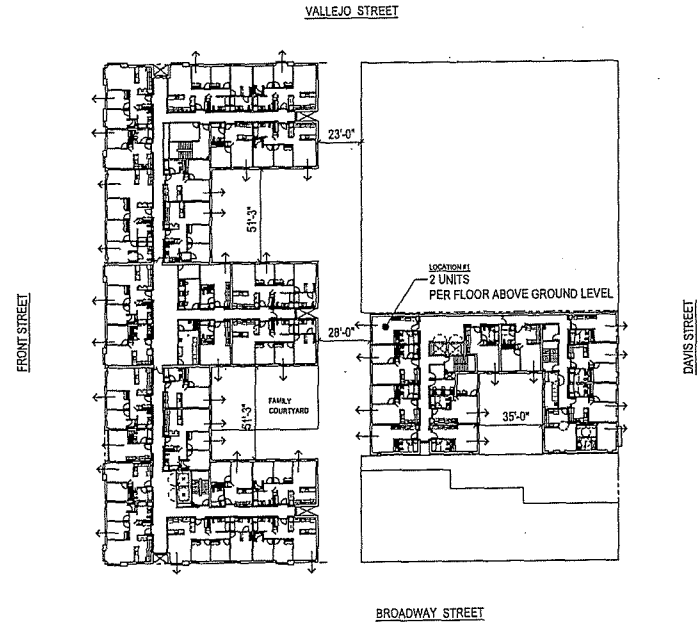 VALLEJO STREET
23'-0"
51'-3"
LOCATION #1
2 UNITS
PER FLOOR ABOVE GROUND LEVEL
FRONT STREET
DAVIS STREET
28'-0"
FAMILY
COURTYARD
51'-3"
35'-0"
BROADWAY STREET